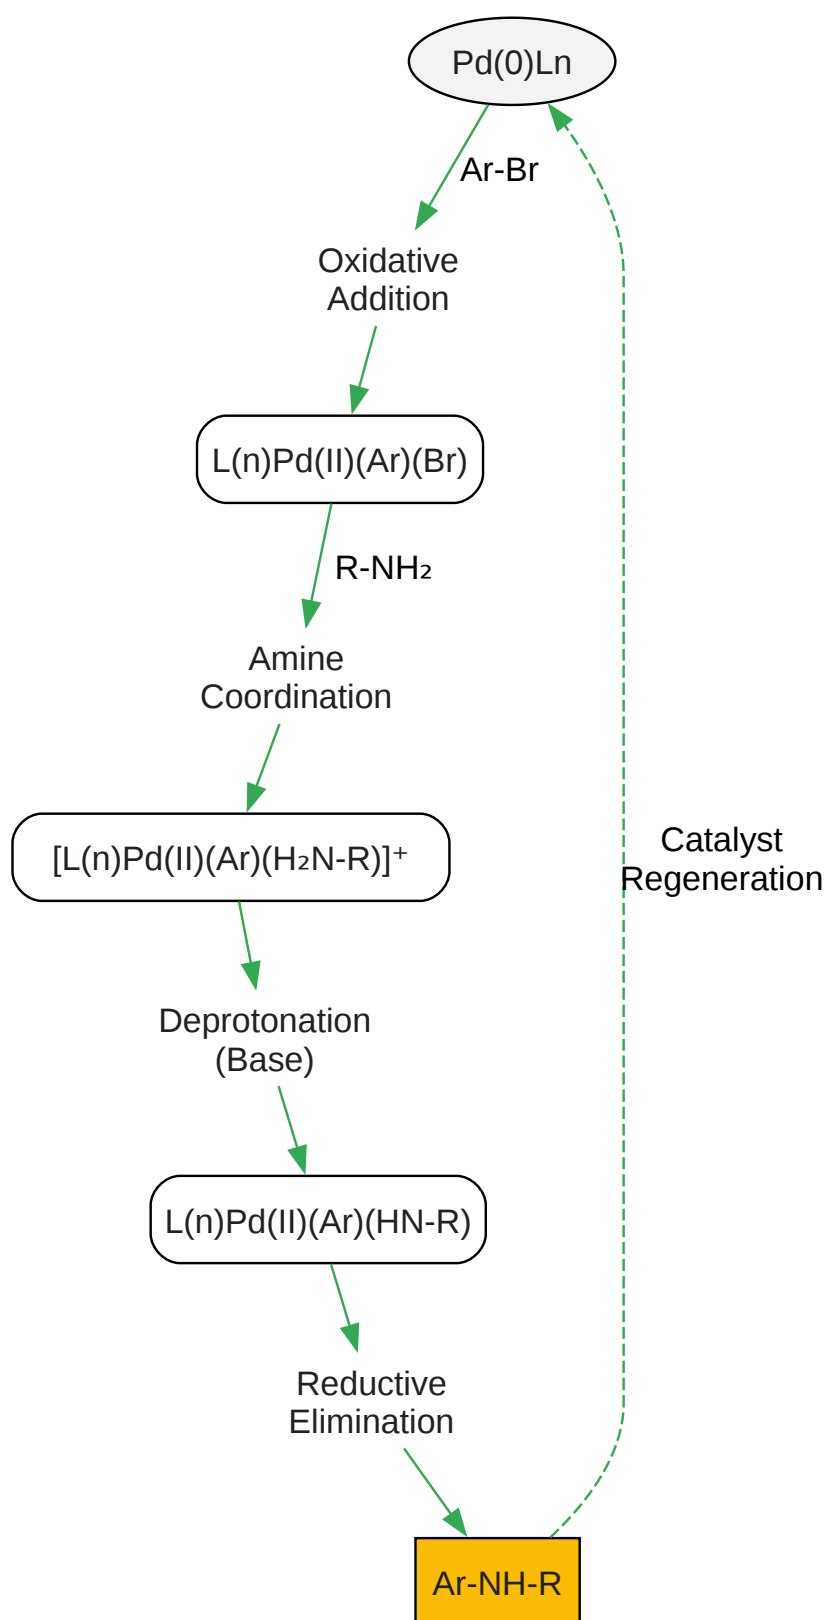 Pd(0)Ln
Ar-Br
Oxidative
Addition
L(n)Pd(II)(Ar)(Br)
R-NH₂
Amine
Coordination
[L(n)Pd(II)(Ar)(H₂N-R)]⁺
Catalyst
Regeneration
Deprotonation
(Base)
L(n)Pd(II)(Ar)(HN-R)
Reductive
Elimination
Ar-NH-R